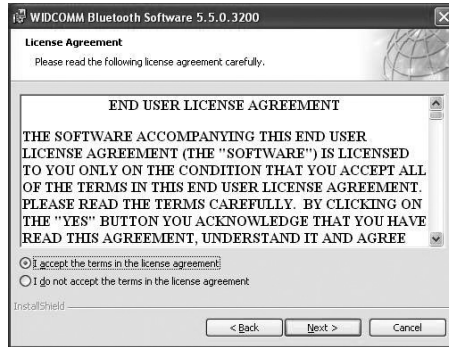 WIDCOMM Bluetooth Software 5.5.0.3200
License Agreement
Please read the following license agreement carefully.
END USER LICENSE AGREEMENT
THE SOFTWARE ACCOMPANYING THIS END USER
LICENSE AGREEMENT (THE "SOFTWARE") IS LICENSED
TO YOU ONLY ON THE CONDITION THAT YOU ACCEPT ALL
OF THE TERMS IN THIS END USER LICENSE AGREEMENT.
PLEASE READ THE TERMS CAREFULLY.  BY CLICKING ON
THE "YES" BUTTON YOU ACKNOWLEDGE THAT YOU HAVE
READ THIS AGREEMENT, UNDERSTAND IT AND AGREE
I accept the terms in the license agreement
I do not accept the terms in the license agreement
InstallShield
< Back Next > Cancel